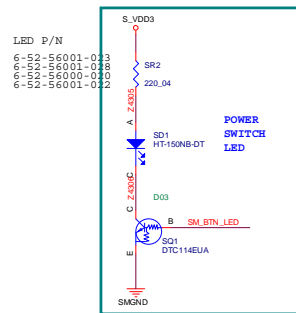 S_VDD3
LED P/N
6-52-56001-023
6-52-56001-028
6-52-56000-020
6-52-56001-022
SR2
220_04
Z4305
A
POWER
SWITCH
LED
SD1
HT-150NB-DT
C
Z4306
D03
C
B
SM_BTN_LED
E
SQ1
DTC114EUA
SMGND